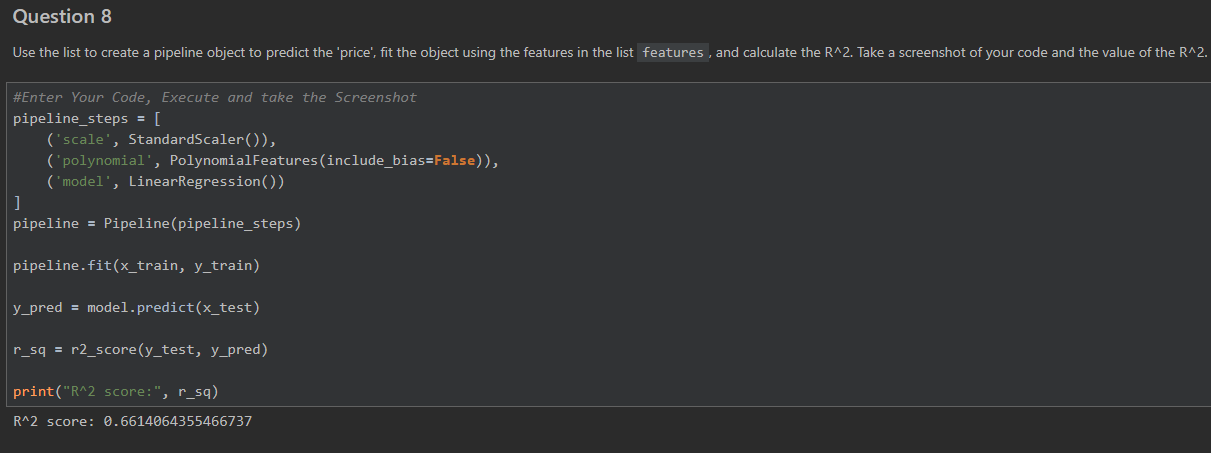 Question 8
Use the list to create a pipeline object to predict the 'price', fit the object using the features in the list features, and calculate the R^2. Take a screenshot of your code and the value of the R^2.
#Enter Your Code, Execute and take the Screenshot
pipeline_steps = [
    ('scale', StandardScaler()),
    ('polynomial', PolynomialFeatures(include_bias=False)),
    ('model', LinearRegression())
]
pipeline = Pipeline(pipeline_steps)
pipeline.fit(x_train, y_train)
y_pred = model.predict(x_test)
r_sq = r2_score(y_test, y_pred)
print("R^2 score:", r_sq)
R^2 score: 0.6614064355466737